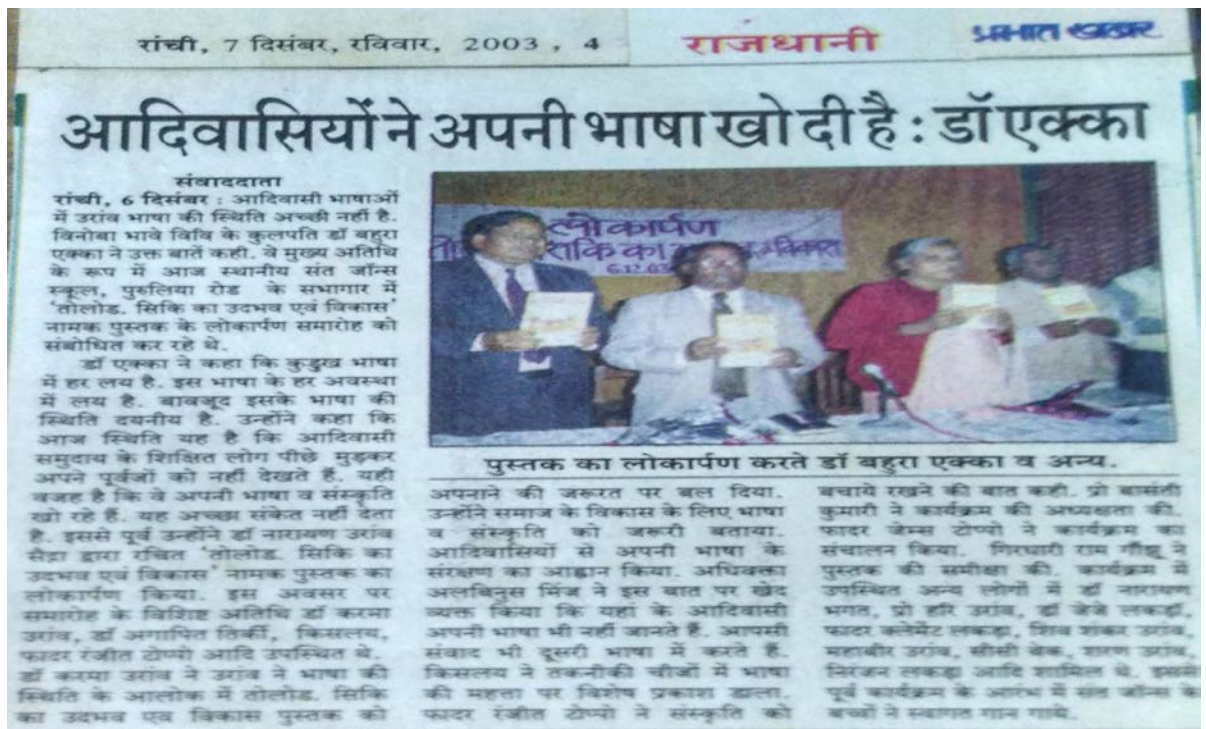 रांची, 7 दिसंबर, रविवार, 2003, 4
राजधानी
प्रभात खबर
आदिवासियों ने अपनी भाषा खो दी है : डॉ एक्का
संवाददाता
रांची, 6 दिसंबर : आदिवासी भाषाओं
में उरांव भाषा की स्थिति अच्छी नहीं है.
विनोबा भावे विवि के कुलपति डॉ बहुरा
एक्का ने उक्त बातें कही. वे मुख्य अतिथि
के रूप में आज स्थानीय संत जॉन्स
स्कूल, पुरुलिया रोड के सभागार में
'तोलोड. सिकि का उदभव एवं विकास'
नामक पुस्तक के लोकार्पण समारोह को
संबोधित कर रहे थे.
डॉ एक्का ने कहा कि कुडुख भाषा
में हर लय है. इस भाषा के हर अवस्था
में लय है. बावजूद इसके भाषा की
स्थिति दयनीय है. उन्होंने कहा कि
आज स्थिति यह है कि आदिवासी
समुदाय के शिक्षित लोग पीछे मुड़कर
अपने पूर्वजों को नहीं देखते हैं. यही
वजह है कि वे अपनी भाषा व संस्कृति
खो रहे हैं. यह अच्छा संकेत नहीं देता
है. इससे पूर्व उन्होंने डॉ नारायण उरांव
सैंदा द्वारा रचित 'तोलोड. सिकि का
उदभव एवं विकास' नामक पुस्तक का
लोकार्पण किया. इस अवसर पर
समारोह के विशिष्ट अतिथि डॉ करमा
उरांव, डॉ अगापित तिर्की, किसलय,
फादर रंजीत टोप्पो आदि उपस्थित थे.
डॉ करमा उरांव ने उरांव ने भाषा की
स्थिति के आलोक में तोलोड. सिकि
का उदभव एव विकास पुस्तक को
लोकार्पण
का
विकास
6.12.03
पुस्तक का लोकार्पण करते डॉ बहुरा एक्का व अन्य.
अपनाने की जरूरत पर बल दिया.
उन्होंने समाज के विकास के लिए भाषा
व संस्कृति को जरूरी बताया.
आदिवासियों से अपनी भाषा के
संरक्षण का आह्वान किया. अधिवक्ता
अलबिनुस मिंज ने इस बात पर खेद
व्यक्त किया कि यहां के आदिवासी
अपनी भाषा भी नहीं जानते हैं. आपसी
संवाद भी दूसरी भाषा में करते हैं.
किसलय ने तकनीकी चीजों में भाषा
की महत्ता पर विशेष प्रकाश डाला.
फादर रंजीत टोप्पो ने संस्कृति को
बचाये रखने की बात कही. प्रो बासंती
कुमारी ने कार्यक्रम की अध्यक्षता की.
फादर जेम्स टोप्पो ने कार्यक्रम का
संचालन किया. गिरधारी राम गौंझू ने
पुस्तक की समीक्षा की. कार्यक्रम में
उपस्थित अन्य लोगों में डॉ नारायण
भगत, प्रो हरि उरांव, डॉ जेजे लकड़ा,
फादर क्लेमेंट लकड़ा, शिव शंकर उरांव,
महाबीर उरांव, सीसी बेक, शरण उरांव,
निरंजन लकड़ा आदि शामिल थे. इससे
पूर्व कार्यक्रम के आरंभ में संत जॉन्स के
बच्चों ने स्वागत गान गाये.